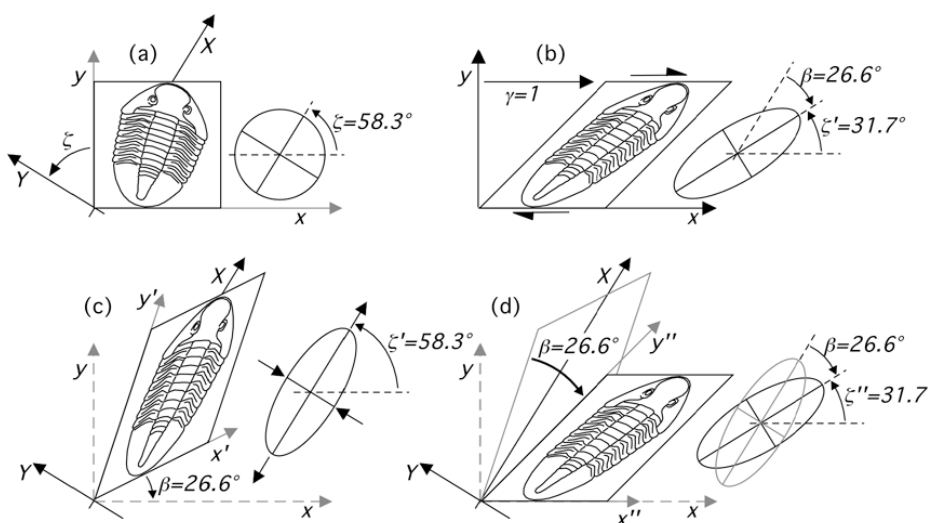 (a)
X
y
ζ
ζ=58.3°
Y
x
(b)
y
γ=1
β=26.6°
ζ'=31.7°
x
(c)
X
y'
y
ζ'=58.3°
x'
Y
β=26.6°
x
(d)
X
β=26.6°
y''
y
β=26.6°
ζ''=31.7
Y
x''
x